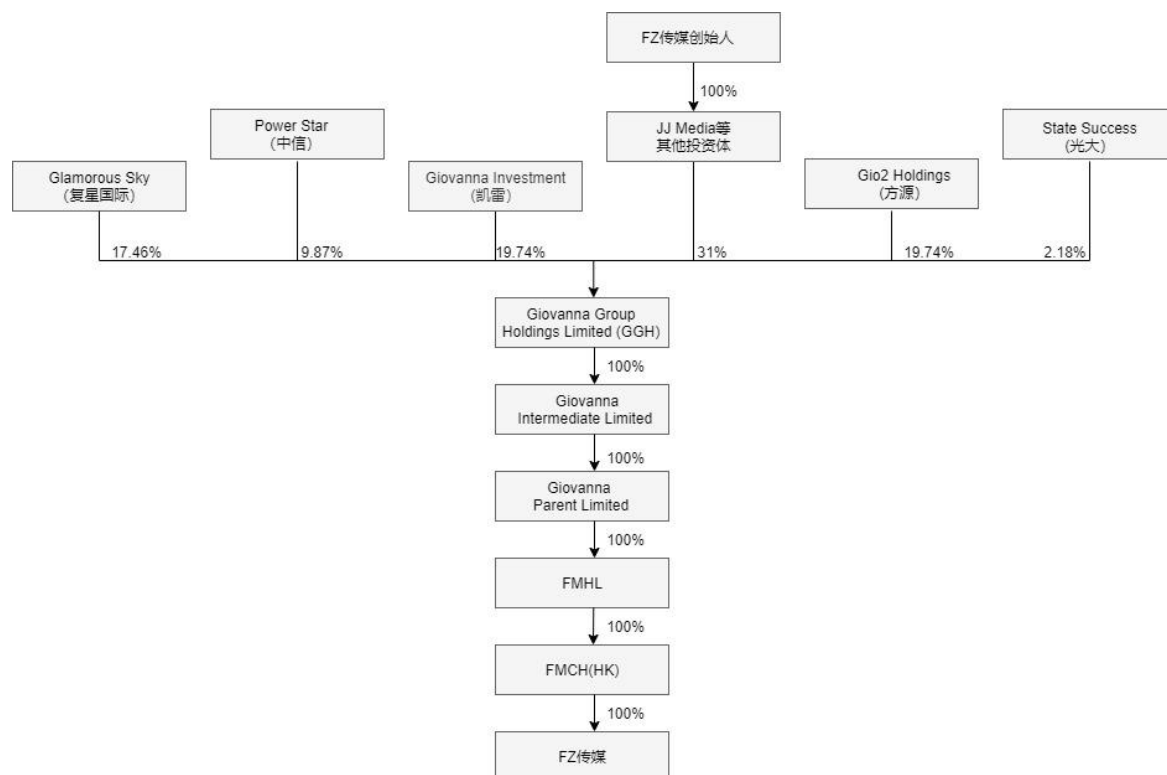 FZ传媒创始人
100%
Power Star
(中信)
JJ Media等
其他投资体
State Success
(光大)
Glamorous Sky
(复星国际)
Giovanna Investment
(凯雷)
Gio2 Holdings
(方源)
17.46%
9.87%
19.74%
31%
19.74%
2.18%
Giovanna Group
Holdings Limited (GGH)
100%
Giovanna
Intermediate Limited
100%
Giovanna
Parent Limited
100%
FMHL
100%
FMCH(HK)
100%
FZ传媒